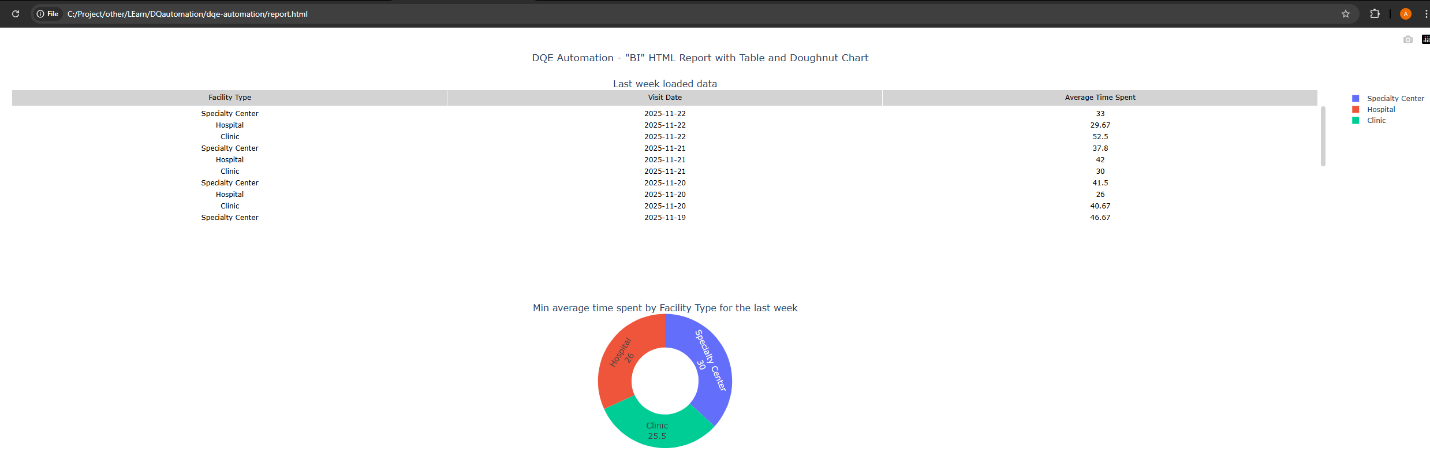 File C:/Project/other/LEarn/DQautomation/dqe-automation/report.html A
DQE Automation - "BI" HTML Report with Table and Doughnut Chart
Last week loaded data
Facility Type Visit Date Average Time Spent
Specialty Center 2025-11-22 33
Hospital 2025-11-22 29.67
Clinic 2025-11-22 52.5
Specialty Center 2025-11-21 37.8
Hospital 2025-11-21 42
Clinic 2025-11-21 30
Specialty Center 2025-11-20 41.5
Hospital 2025-11-20 26
Clinic 2025-11-20 40.67
Specialty Center 2025-11-19 46.67
Specialty Center
Hospital
Clinic
Min average time spent by Facility Type for the last week
Specialty Center
30
Hospital
26
Clinic
25.5